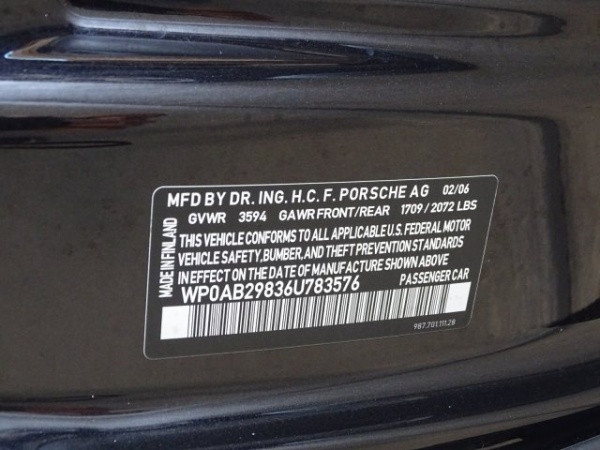 MFD BY DR. ING. H.C. F. PORSCHE AG 02/06
GVWR 3594 GAWR FRONT/REAR 1709 / 2072 LBS
THIS VEHICLE CONFORMS TO ALL APPLICABLE U.S. FEDERAL MOTOR
VEHICLE SAFETY, BUMPER, AND THEFT PREVENTION STANDARDS
IN EFFECT ON THE DATE OF MANUFACTURE SHOWN ABOVE.
WP0AB29836U783576 PASSENGER CAR
987.701.111.28
MADE IN FINLAND